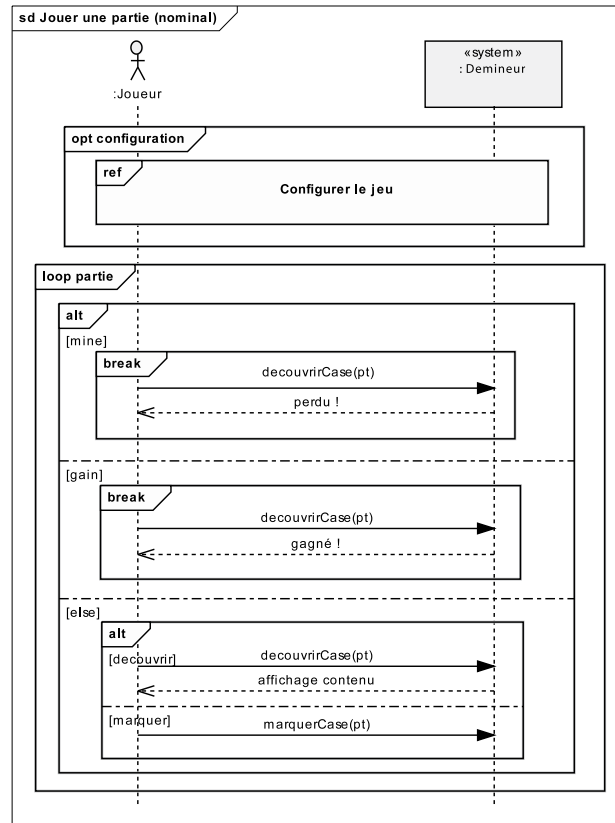 sd Jouer une partie (nominal)
«system»
: Demineur
:Joueur
opt configuration
ref
Configurer le jeu
loop partie
alt
[mine]
break
decouvrirCase(pt)
perdu !
[gain]
break
decouvrirCase(pt)
gagné !
[else]
alt
[decouvrir]
decouvrirCase(pt)
affichage contenu
[marquer]
marquerCase(pt)